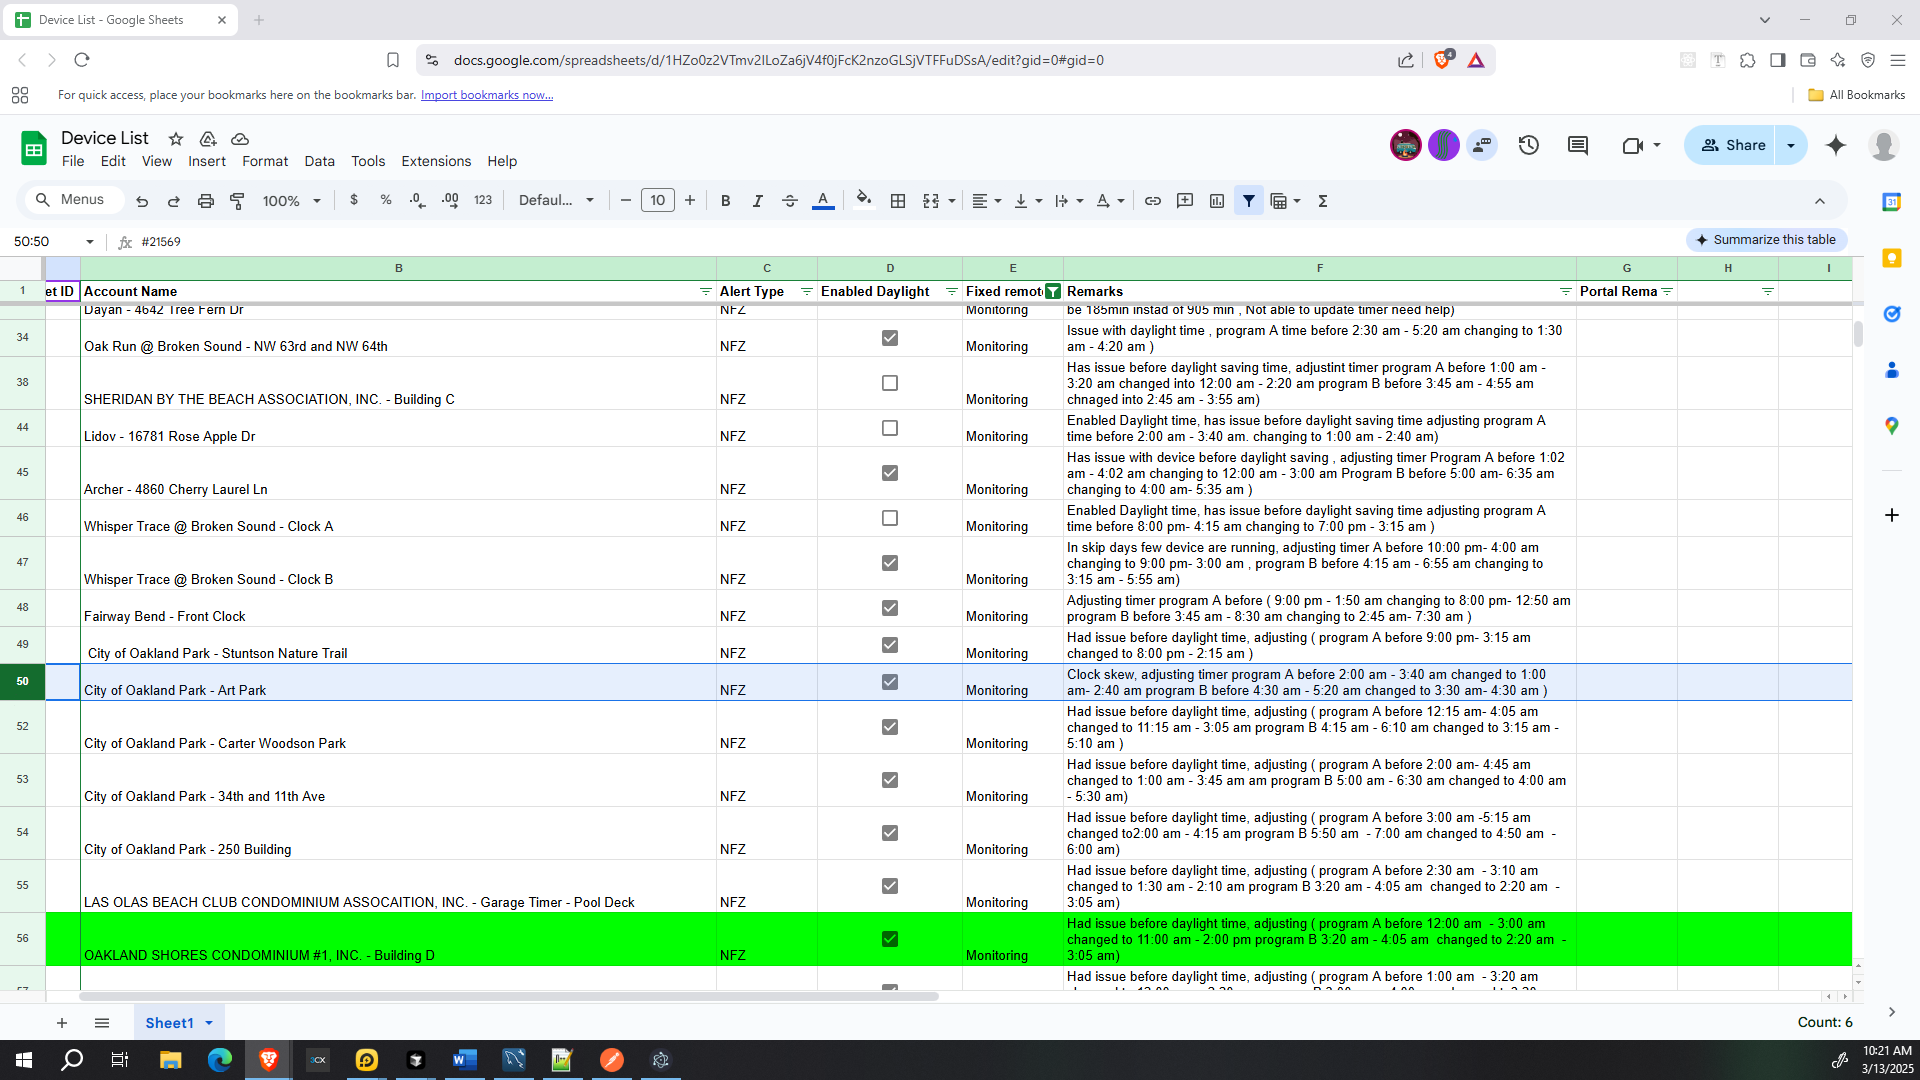 Device List - Google Sheets
docs.google.com/spreadsheets/d/1HZo0z2VTmv2ILoZa6jV4f0jFcK2nzoGLSjVTFFuDSsA/edit?gid=0#gid=0
4
For quick access, place your bookmarks here on the bookmarks bar. Import bookmarks now...
All Bookmarks
Device List
File Edit View Insert Format Data Tools Extensions Help
Share
Menus 100% $ % .0 .00 123 Defaul... 10 B I A
50:50 fx #21569
Summarize this table
B C D E F G H I
1 et ID Account Name Alert Type Enabled Daylight Fixed remot Remarks Portal Rema
Dayan - 4642 Tree Fern Dr NFZ Monitoring be 185min instad of 905 min , Not able to update timer need help)
34 Oak Run @ Broken Sound - NW 63rd and NW 64th NFZ Monitoring Issue with daylight time , program A time before 2:30 am - 5:20 am changing to 1:30
am - 4:20 am )
38 SHERIDAN BY THE BEACH ASSOCIATION, INC. - Building C NFZ Monitoring Has issue before daylight saving time, adjustint timer program A before 1:00 am -
3:20 am changed into 12:00 am - 2:20 am program B before 3:45 am - 4:55 am
chnaged into 2:45 am - 3:55 am)
44 Lidov - 16781 Rose Apple Dr NFZ Monitoring Enabled Daylight time, has issue before daylight saving time adjusting program A
time before 2:00 am - 3:40 am. changing to 1:00 am - 2:40 am)
45 Archer - 4860 Cherry Laurel Ln NFZ Monitoring Has issue with device before daylight saving , adjusting timer Program A before 1:02
am - 4:02 am changing to 12:00 am - 3:00 am Program B before 5:00 am- 6:35 am
changing to 4:00 am- 5:35 am )
46 Whisper Trace @ Broken Sound - Clock A NFZ Monitoring Enabled Daylight time, has issue before daylight saving time adjusting program A
time before 8:00 pm- 4:15 am changing to 7:00 pm - 3:15 am )
47 Whisper Trace @ Broken Sound - Clock B NFZ Monitoring In skip days few device are running, adjusting timer A before 10:00 pm- 4:00 am
changing to 9:00 pm- 3:00 am , program B before 4:15 am - 6:55 am changing to
3:15 am - 5:55 am)
48 Fairway Bend - Front Clock NFZ Monitoring Adjusting timer program A before ( 9:00 pm - 1:50 am changing to 8:00 pm- 12:50 am
program B before 3:45 am - 8:30 am changing to 2:45 am- 7:30 am )
49 City of Oakland Park - Stuntson Nature Trail NFZ Monitoring Had issue before daylight time, adjusting ( program A before 9:00 pm- 3:15 am
changed to 8:00 pm - 2:15 am )
50 City of Oakland Park - Art Park NFZ Monitoring Clock skew, adjusting timer program A before 2:00 am - 3:40 am changed to 1:00
am- 2:40 am program B before 4:30 am - 5:20 am changed to 3:30 am- 4:30 am )
52 City of Oakland Park - Carter Woodson Park NFZ Monitoring Had issue before daylight time, adjusting ( program A before 12:15 am- 4:05 am
changed to 11:15 am - 3:05 am program B 4:15 am - 6:10 am changed to 3:15 am -
5:10 am )
53 City of Oakland Park - 34th and 11th Ave NFZ Monitoring Had issue before daylight time, adjusting ( program A before 2:00 am- 4:45 am
changed to 1:00 am - 3:45 am am program B 5:00 am - 6:30 am changed to 4:00 am
- 5:30 am)
54 City of Oakland Park - 250 Building NFZ Monitoring Had issue before daylight time, adjusting ( program A before 3:00 am -5:15 am
changed to2:00 am - 4:15 am program B 5:50 am - 7:00 am changed to 4:50 am -
6:00 am)
55 LAS OLAS BEACH CLUB CONDOMINIUM ASSOCAITION, INC. - Garage Timer - Pool Deck NFZ Monitoring Had issue before daylight time, adjusting ( program A before 2:30 am - 3:10 am
changed to 1:30 am - 2:10 am program B 3:20 am - 4:05 am changed to 2:20 am -
3:05 am)
56 OAKLAND SHORES CONDOMINIUM #1, INC. - Building D NFZ Monitoring Had issue before daylight time, adjusting ( program A before 12:00 am - 3:00 am
changed to 11:00 am - 2:00 pm program B 3:20 am - 4:05 am changed to 2:20 am -
3:05 am)
57 Had issue before daylight time, adjusting ( program A before 1:00 am - 3:20 am
Sheet1
Count: 6
10:21 AM
3/13/2025